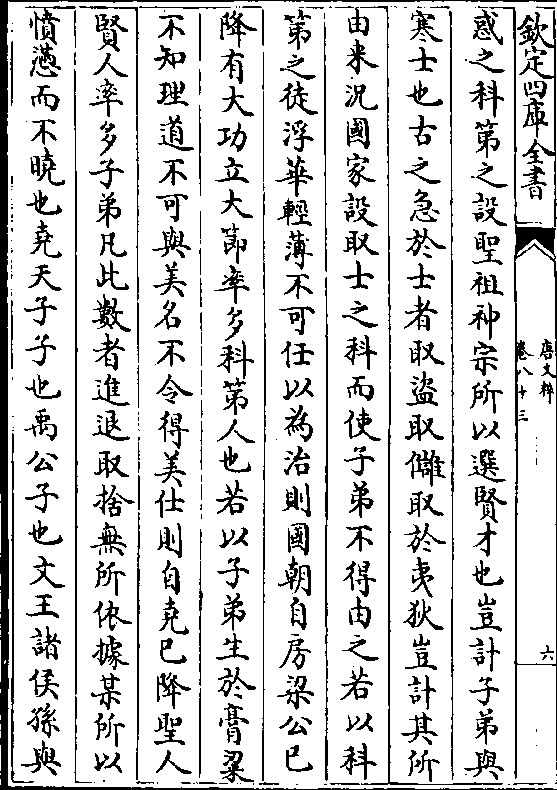 欽定四庫全書
唐文粹
卷八十三
六
惑之科第之設聖祖神宗所以選賢才也豈計子弟與
寒士也古之急於士者取盜取讎取於夷狄豈計其所
由來況國家設取士之科而使子弟不得由之若以科
第之徒浮華輕薄不可任以為治則國朝自房梁公已
降有大功立大節率多科第人也若以子弟生於膏粱
不知理道不可與美名不令得美仕則自堯已降聖人
賢人率多子弟凡此數者進退取捨無所依據某所以
憤懣而不曉也堯天子子也禹公子也文王諸侯孫與